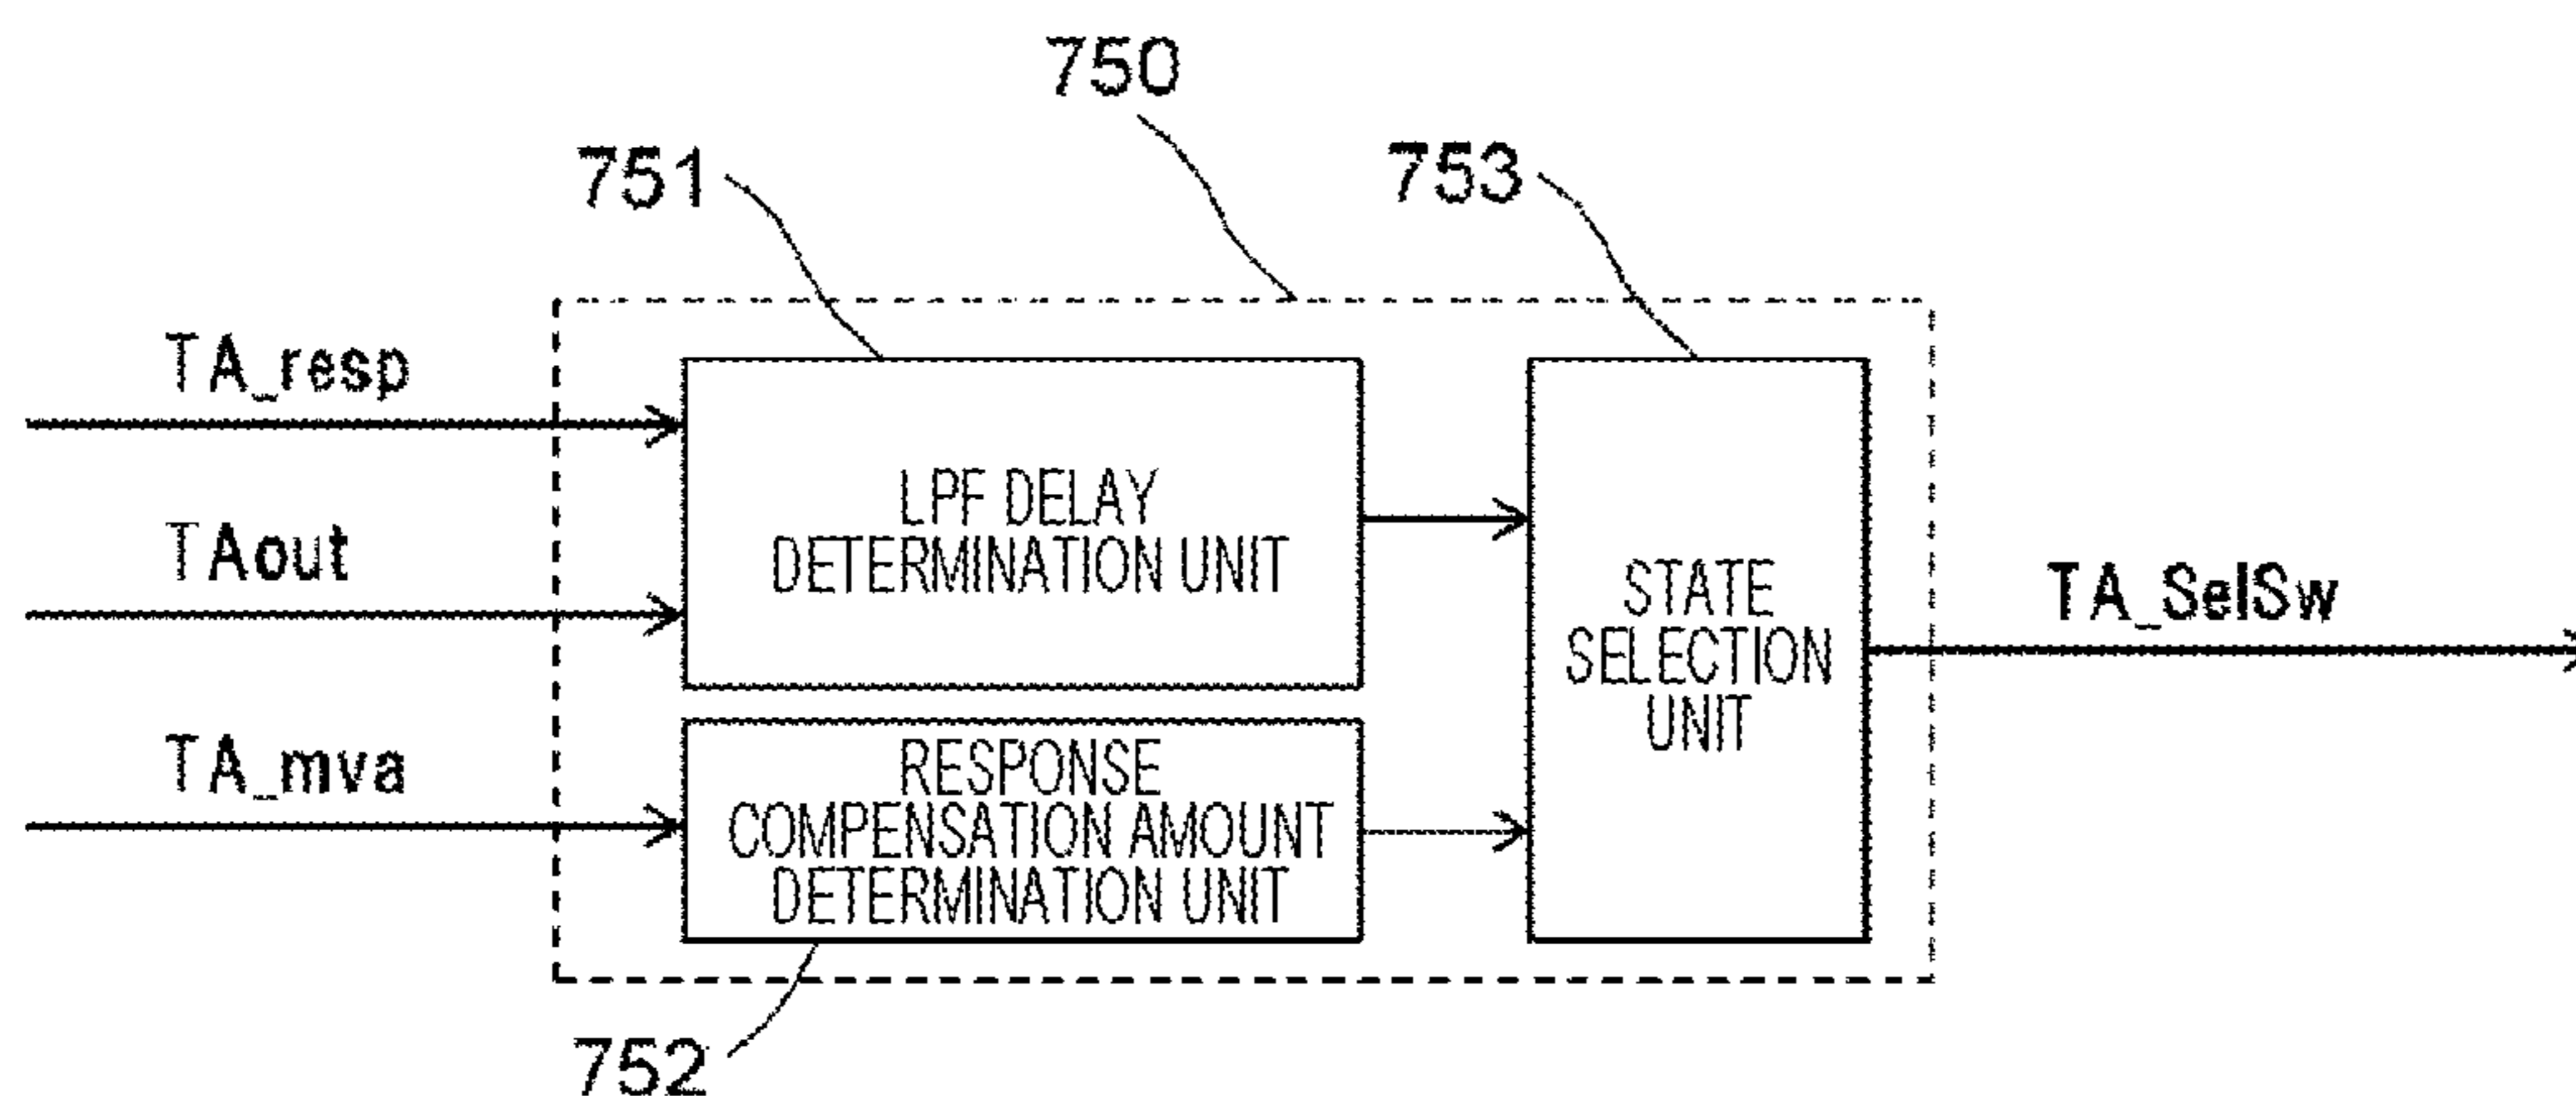 750
751
753
TA_resp
TAout
TA_mva
LPF DELAY
DETERMINATION UNIT
RESPONSE
COMPENSATION AMOUNT
DETERMINATION UNIT
STATE
SELECTION
UNIT
TA_SelSw
752